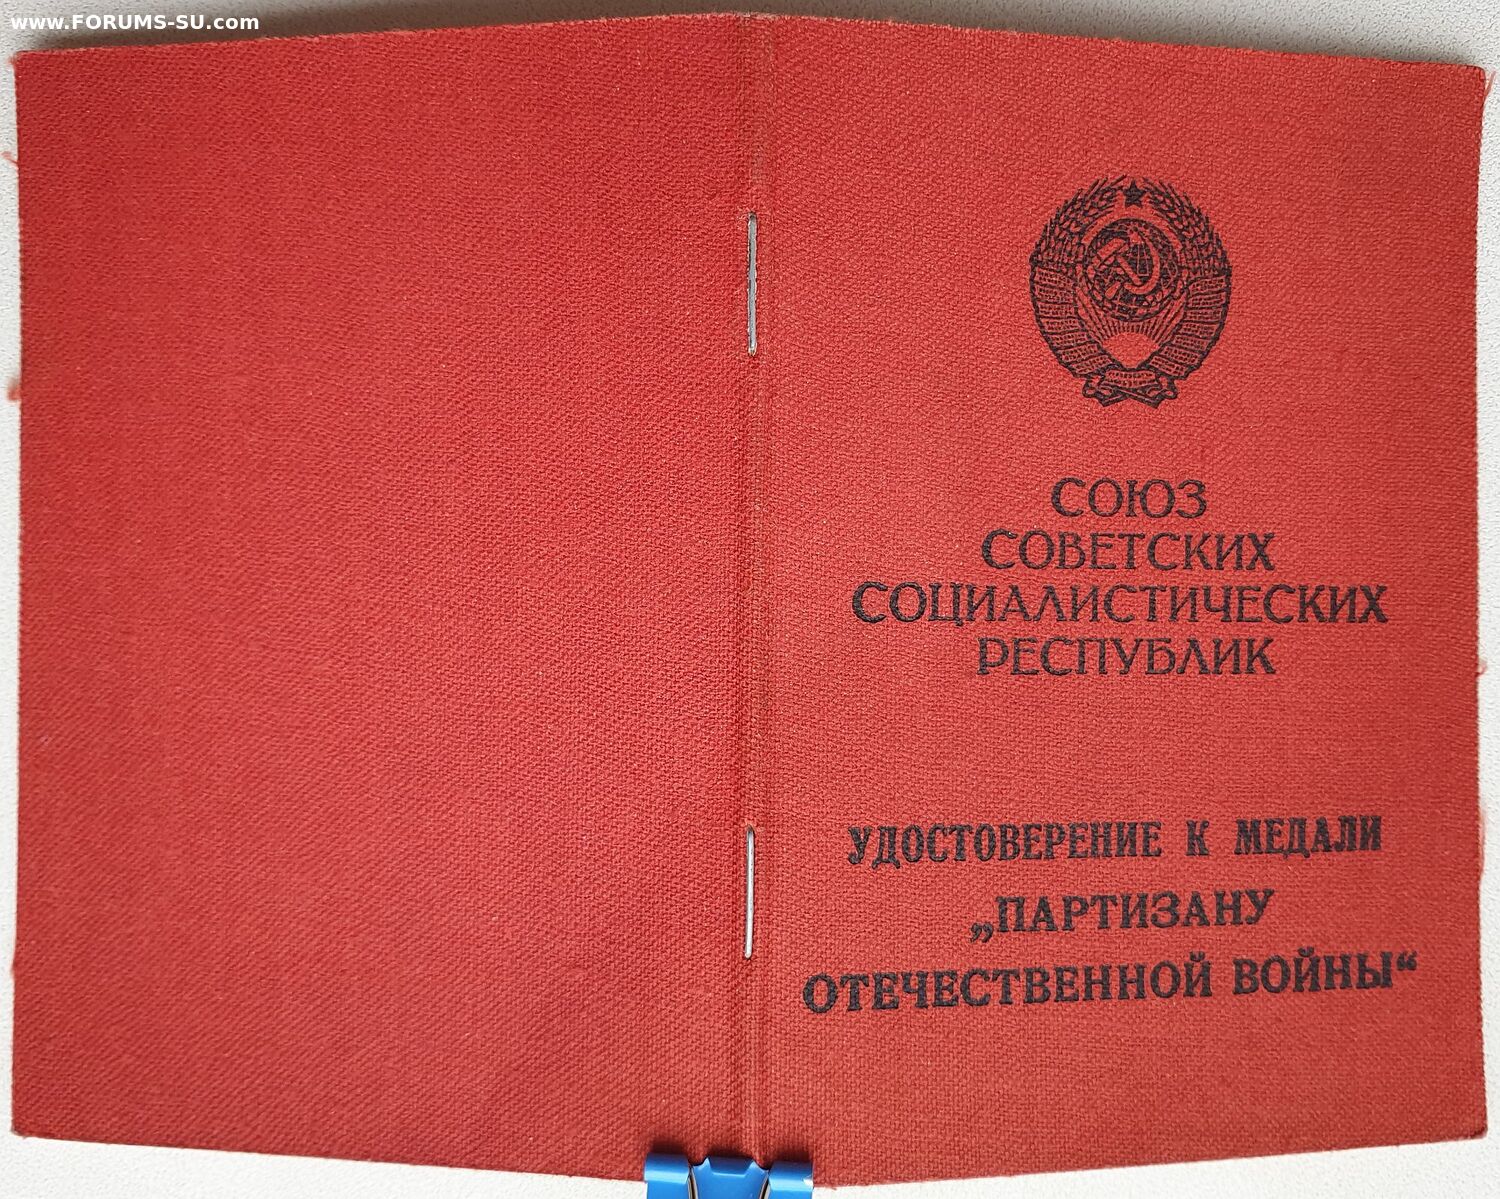 www.FORUMS-SU.com
СОЮЗ
СОВЕТСКИХ
СОЦИАЛИСТИЧЕСКИХ
РЕСПУБЛИК
УДОСТОВЕРЕНИЕ К МЕДАЛИ
„ПАРТИЗАНУ
ОТЕЧЕСТВЕННОЙ ВОЙНЫ“